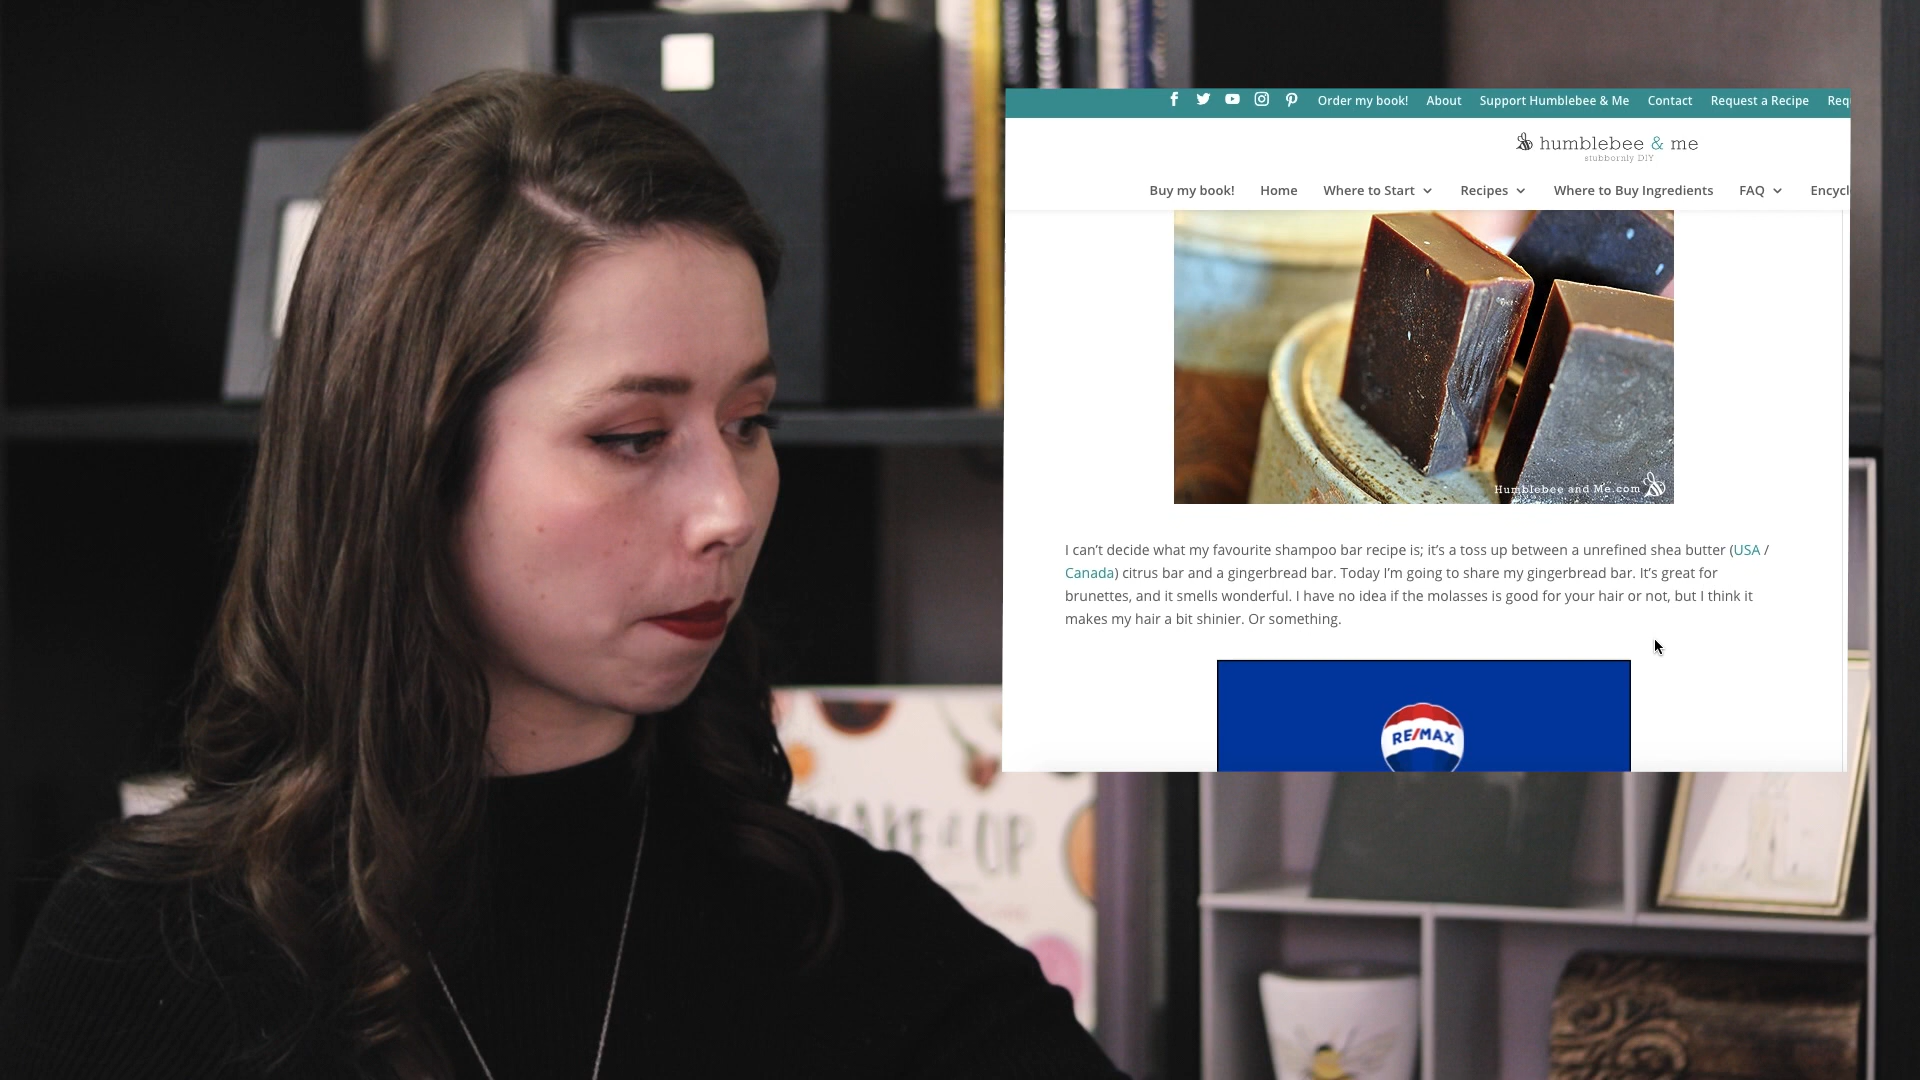 Order my book! About Support Humblebee & Me Contact Request a Recipe
humblebee & me
stubbornly DIY
Buy my book! Home Where to Start Recipes Where to Buy Ingredients FAQ
Humblebee and Me.com
I can't decide what my favourite shampoo bar recipe is; it's a toss up between a unrefined shea butter (USA /
Canada) citrus bar and a gingerbread bar. Today I'm going to share my gingerbread bar. It's great for
brunettes, and it smells wonderful. I have no idea if the molasses is good for your hair or not, but I think it
makes my hair a bit shinier. Or something.
RE/MAX
MAKE it UP